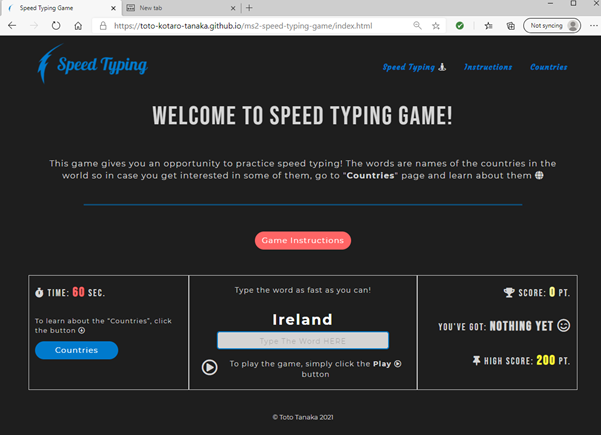 Speed Typing Game
New tab
https://toto-kotaro-tanaka.github.io/ms2-speed-typing-game/index.html
Not syncing
Speed Typing
Speed Typing
Instructions
Countries
WELCOME TO SPEED TYPING GAME!
This game gives you an opportunity to practice speed typing! The words are names of the countries in the
world so in case you get interested in some of them, go to "Countries" page and learn about them
Game Instructions
TIME: 60 SEC.
To learn about the "Countries", click
the button
Countries
Type the word as fast as you can!
Ireland
Type The Word HERE
To play the game, simply click the Play
button
SCORE: 0 PT.
YOU'VE GOT: NOTHING YET
HIGH SCORE: 200 PT.
© Toto Tanaka 2021